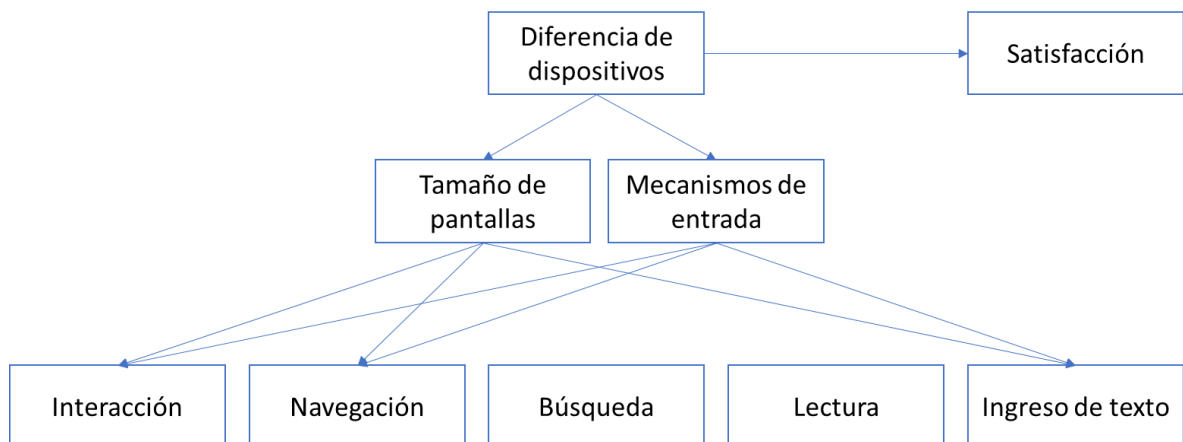 Diferencia de
dispositivos
Satisfacción
Tamaño de
pantallas
Mecanismos de
entrada
Interacción
Navegación
Búsqueda
Lectura
Ingreso de texto